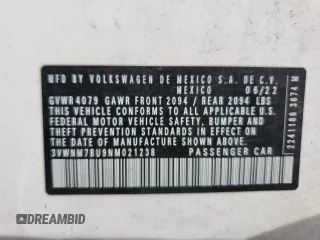 MFD BY VOLKSWAGEN DE MEXICO S.A. DE C.V.
MEXICO 06/22
GVWR 4079 GAWR FRONT 2094 / REAR 2094 LBS
THIS VEHICLE CONFORMS TO ALL APPLICABLE U.S.
FEDERAL MOTOR VEHICLE SAFETY, BUMPER, AND
THEFT PREVENTION STANDARDS IN EFFECT ON THE
DATE OF MANUFACTURE SHOWN ABOVE
3VWNM7BU9NM021238 PASSENGER CAR
2241186 3674 M
DREAMBID